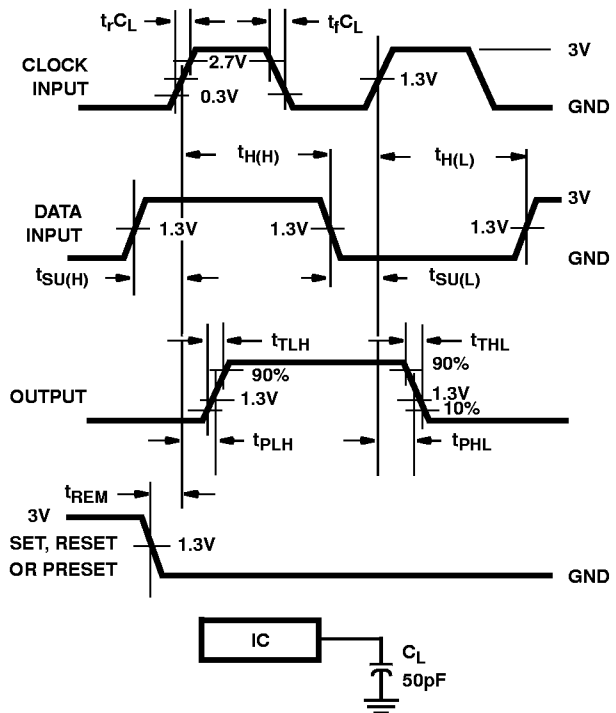 trCL
tfCL
CLOCK
INPUT
2.7V
0.3V
1.3V
3V
GND
tH(H)
tH(L)
DATA
INPUT
1.3V
1.3V
1.3V
3V
GND
tSU(H)
tSU(L)
tTLH
tTHL
OUTPUT
90%
1.3V
90%
1.3V
10%
tPLH
tPHL
tREM
3V
SET, RESET
OR PRESET
1.3V
GND
IC
CL
50pF